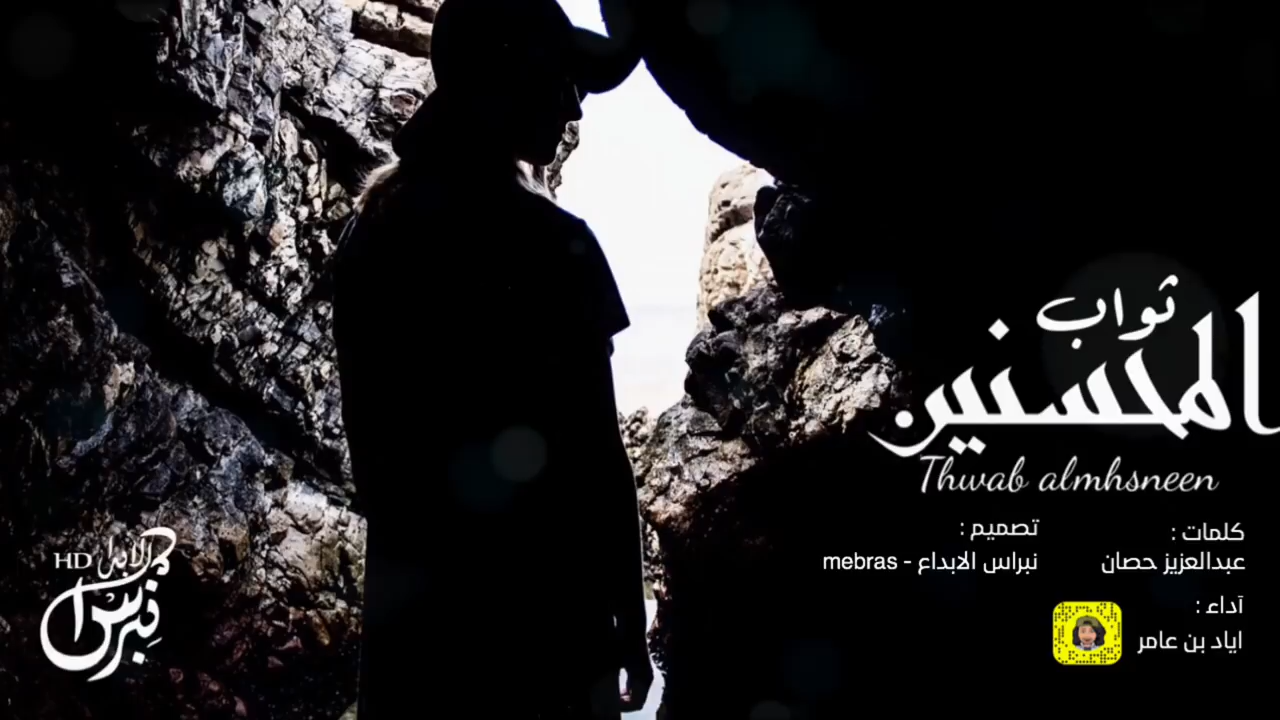 ثواب
المحسنين
Thwab almhsneen
كلمات :
عبدالعزيز حصان
تصميم :
نبراس الابداع - mebras
آداء :
اياد بن عامر
نبراس
الابداع HD